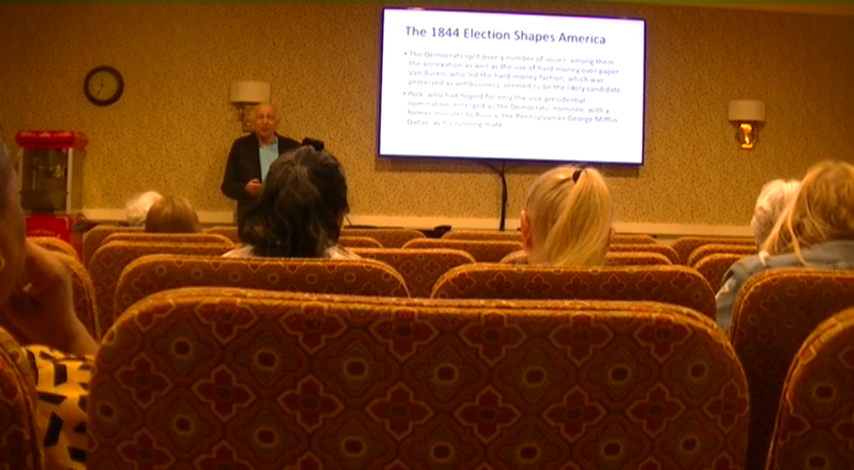 The 1844 Election Shapes America
• The Democrats split over a number of issues, among them
the annexation as well as the use of hard money over paper.
Van Buren, who led the hard money faction, which was
perceived as antibusiness, seemed to be the likely candidate.
• Polk, who had hoped for only the vice presidential
nomination, emerged as the Democrats' nominee, with a
former minister to Russia, the Pennsylvanian George Mifflin
Dallas, as his running mate.